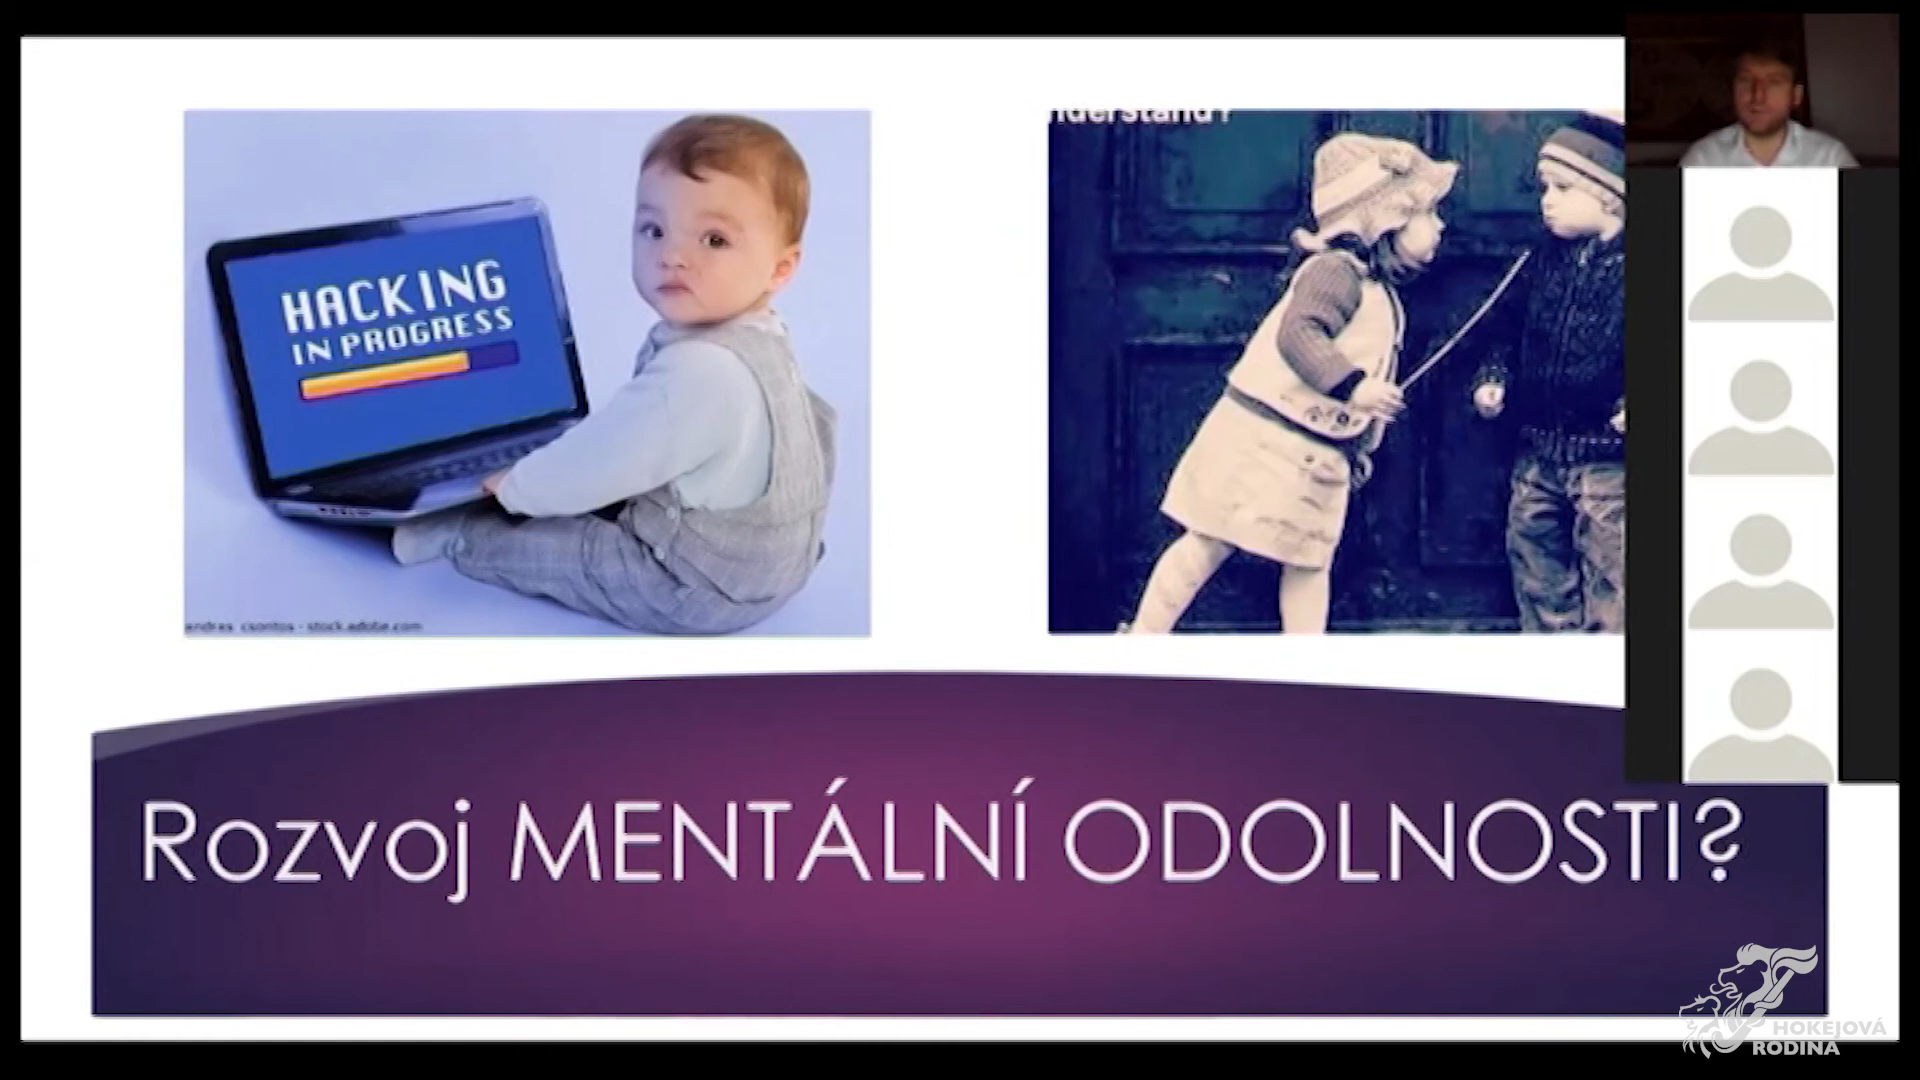 HACKING
IN PROGRESS
andras csontos - stock.adobe.com
nderstand?
Rozvoj MENTÁLNÍ ODOLNOSTI?
HOKEJOVÁ
RODINA